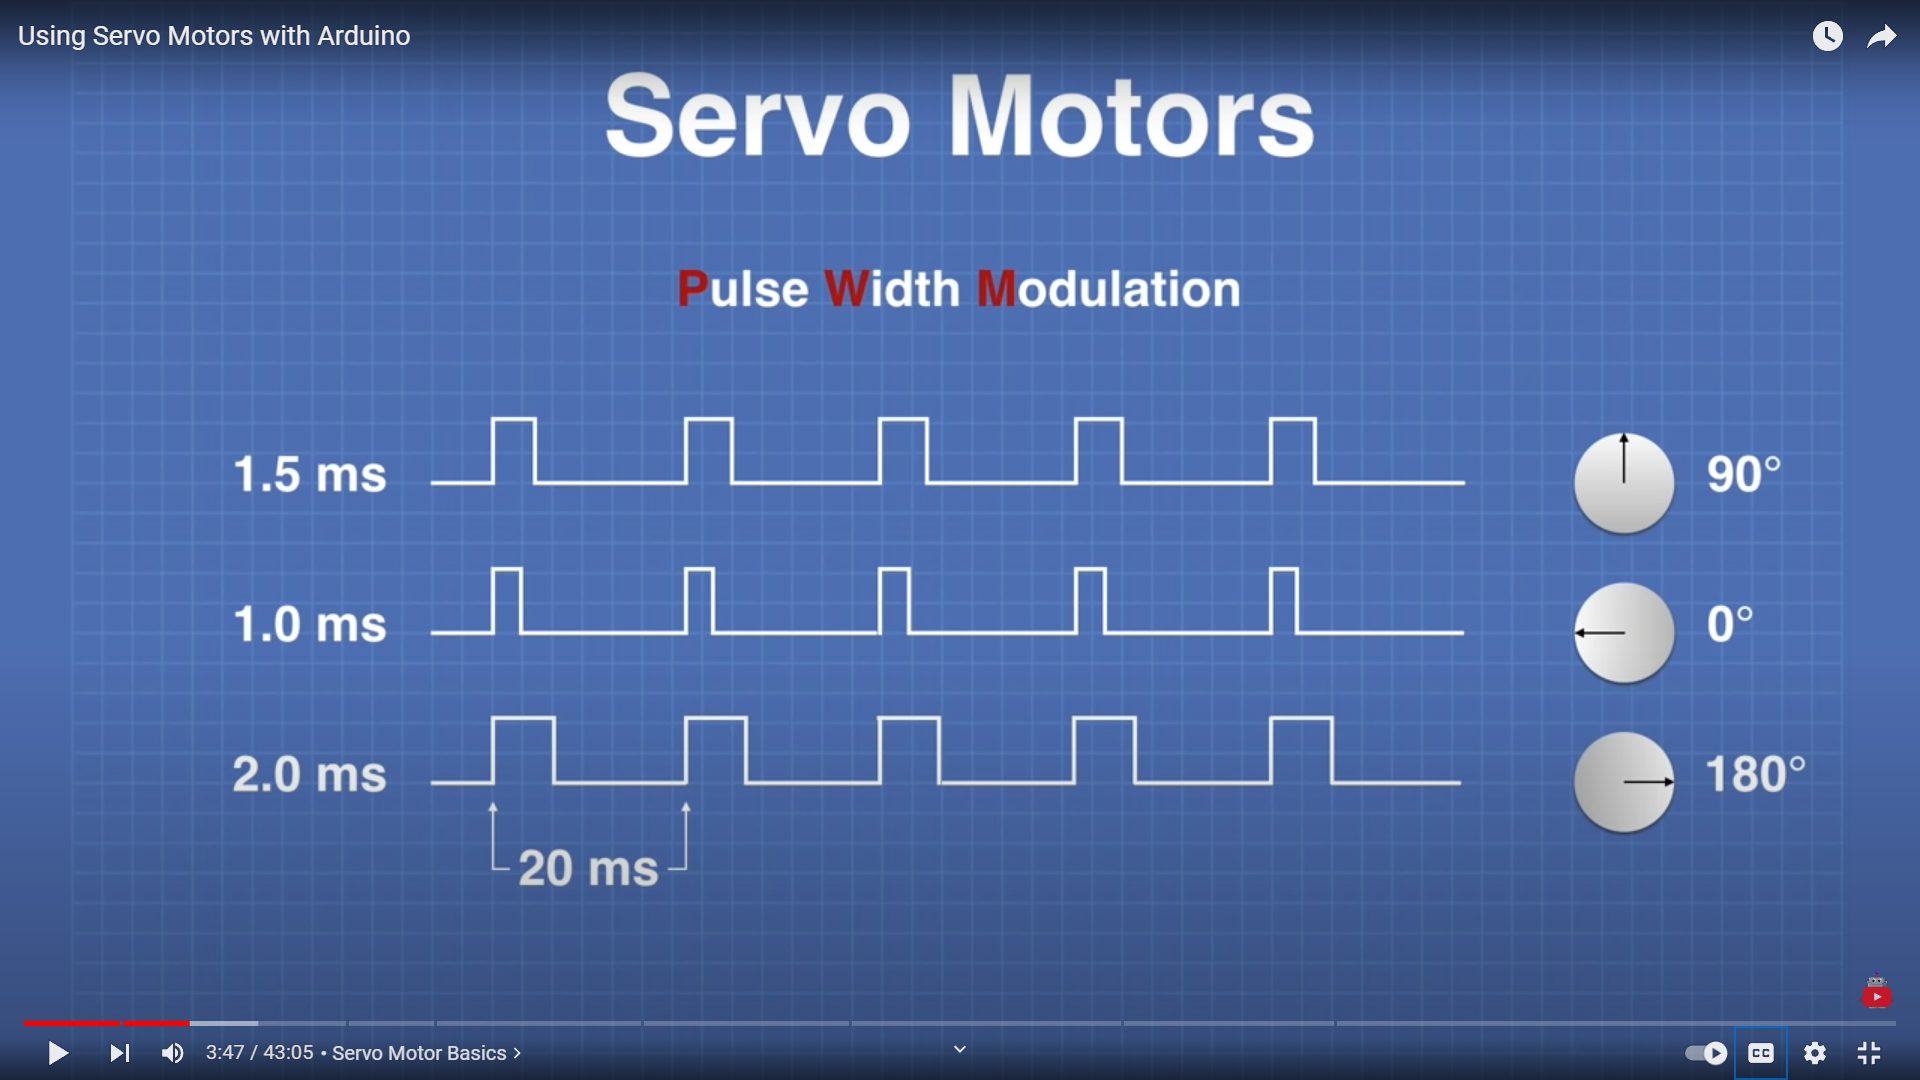 Using Servo Motors with Arduino
Servo Motors
Pulse Width Modulation
1.5 ms
90°
1.0 ms
0°
2.0 ms
180°
20 ms
3:47 / 43:05 • Servo Motor Basics
CC